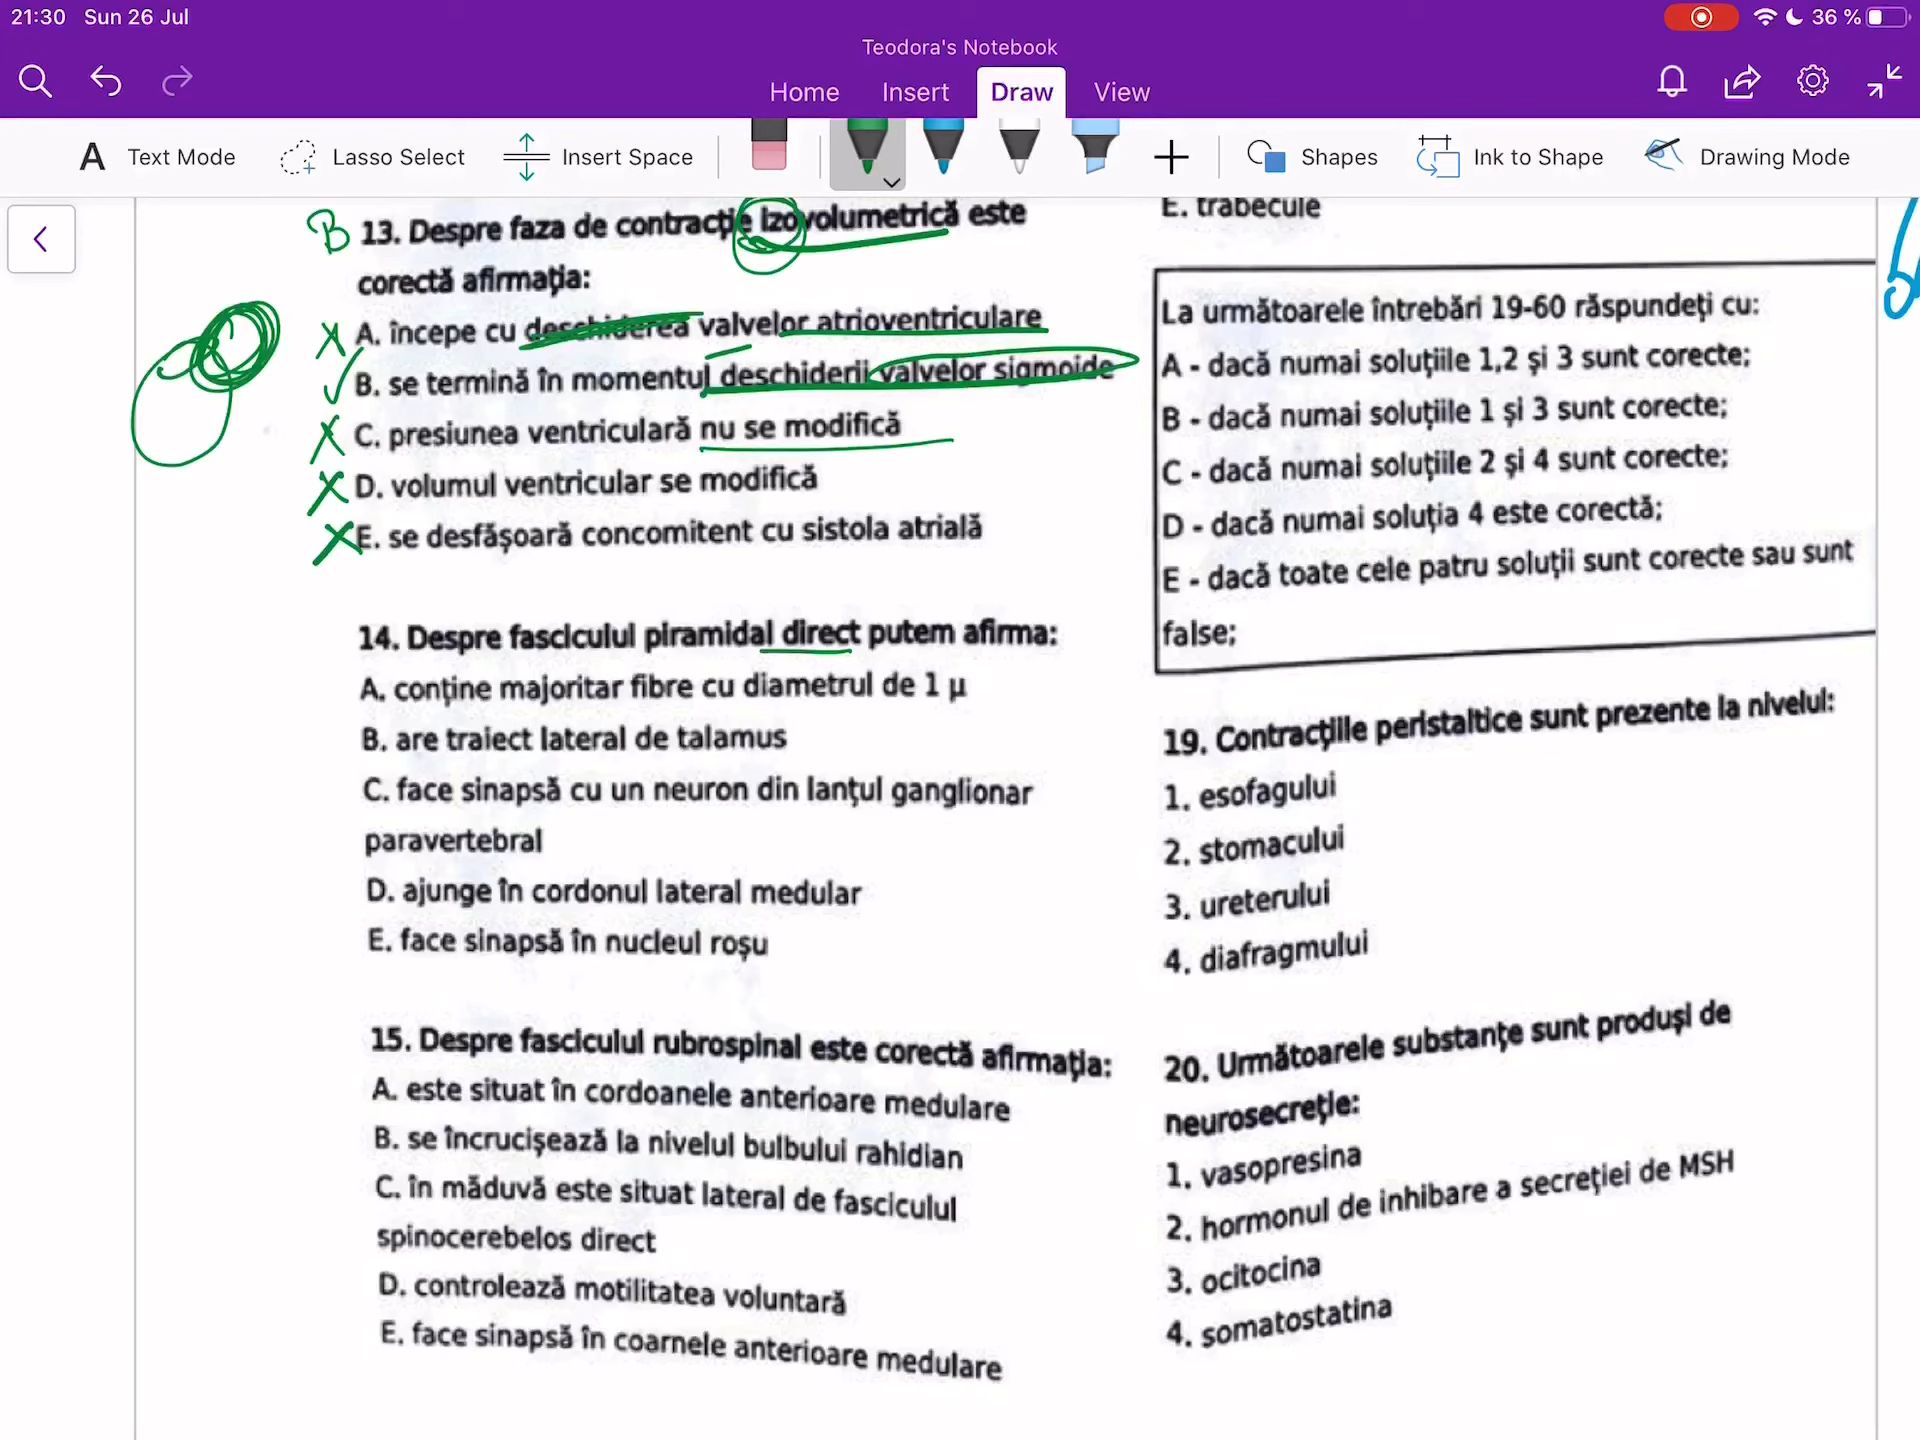 21:30 Sun 26 Jul
36 %
Teodora's Notebook
Home Insert Draw View
A Text Mode Lasso Select Insert Space Shapes Ink to Shape Drawing Mode
B 13. Despre faza de contracție izovolumetrică este
corectă afirmația:
A. începe cu deschiderea valvelor atrioventriculare
B. se termină în momentul deschiderii valvelor sigmoide
C. presiunea ventriculară nu se modifică
D. volumul ventricular se modifică
E. se desfășoară concomitent cu sistola atrială
14. Despre fasciculul piramidal direct putem afirma:
A. conține majoritar fibre cu diametrul de 1 μ
B. are traiect lateral de talamus
C. face sinapsă cu un neuron din lanțul ganglionar
paravertebral
D. ajunge în cordonul lateral medular
E. face sinapsă în nucleul roșu
15. Despre fasciculul rubrospinal este corectă afirmația:
A. este situat în cordoanele anterioare medulare
B. se încrucișează la nivelul bulbului rahidian
C. în măduvă este situat lateral de fasciculul
spinocerebelos direct
D. controlează motilitatea voluntară
E. face sinapsă în coarnele anterioare medulare
E. trabecule
La următoarele întrebări 19-60 răspundeți cu:
A - dacă numai soluțiile 1,2 și 3 sunt corecte;
B - dacă numai soluțiile 1 și 3 sunt corecte;
C - dacă numai soluțiile 2 și 4 sunt corecte;
D - dacă numai soluția 4 este corectă;
E - dacă toate cele patru soluții sunt corecte sau sunt
false;
19. Contracțiile peristaltice sunt prezente la nivelul:
1. esofagului
2. stomacului
3. ureterului
4. diafragmului
20. Următoarele substanțe sunt produși de
neurosecreție:
1. vasopresina
2. hormonul de inhibare a secreției de MSH
3. ocitocina
4. somatostatina